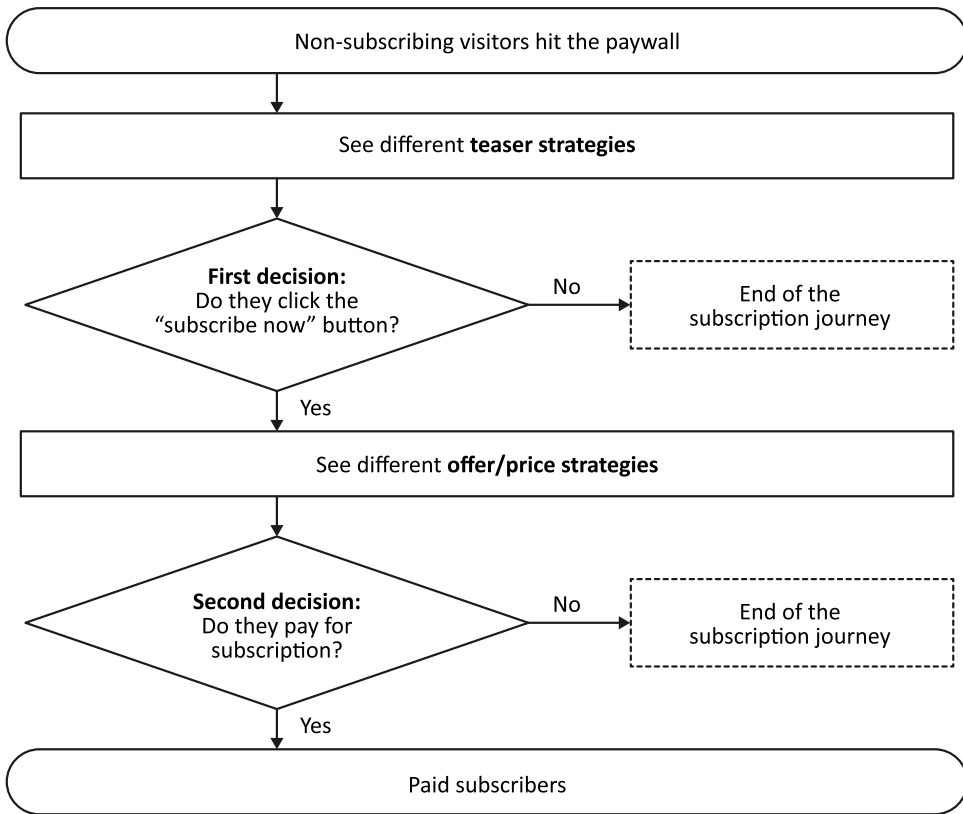 Non-subscribing visitors hit the paywall
See different teaser strategies
First decision:
Do they click the
“subscribe now” button?
No
End of the
subscription journey
Yes
See different offer/price strategies
Second decision:
Do they pay for
subscription?
No
End of the
subscription journey
Yes
Paid subscribers